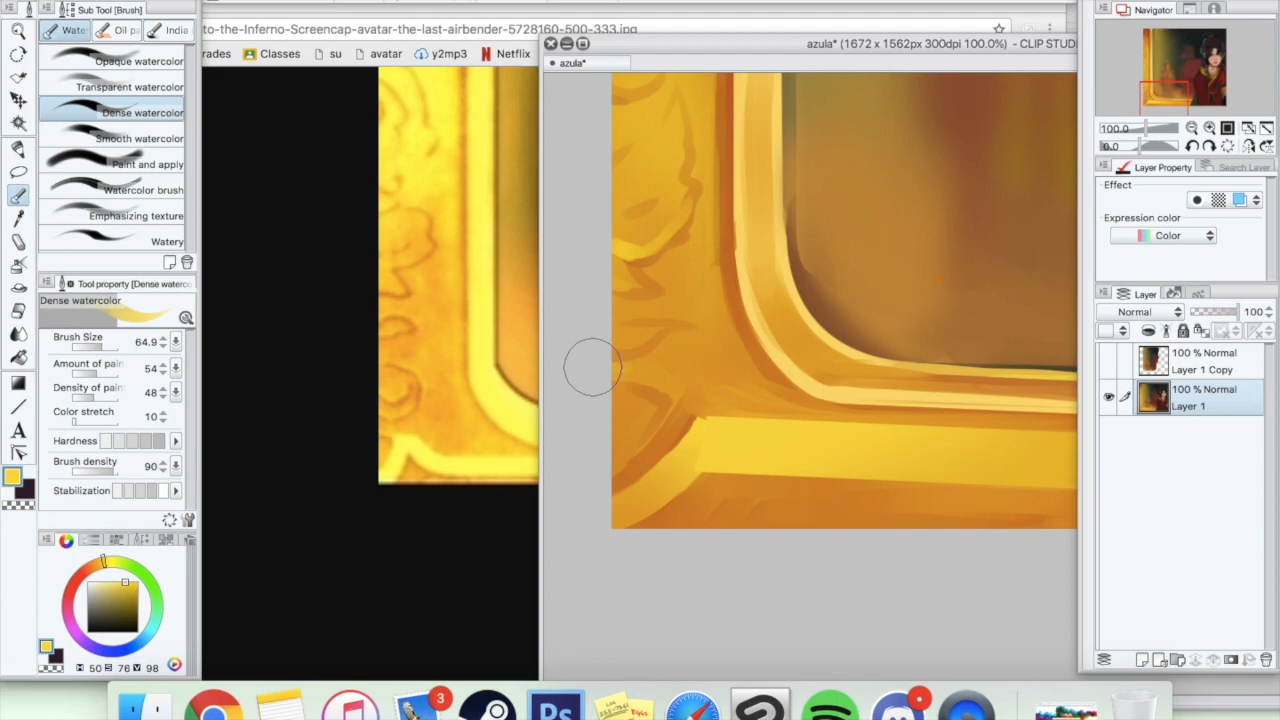 Sub Tool [Brush]
Wate
Oil pa
India
Opaque watercolor
Transparent watercolor
Dense watercolor
Smooth watercolor
Paint and apply
Watercolor brush
Emphasizing texture
Watery
Tool property [Dense waterco
Dense watercolor
Brush Size
64.9
Amount of pain
54
Density of pain
48
Color stretch
10
Hardness
Brush density
90
Stabilization
H 50 S 76 V 98
to-the-Inferno-Screencap-avatar-the-last-airbender-5728160-500-333.jpg
rades
Classes
su
avatar
y2mp3
Netflix
azula* (1672 x 1562px 300dpi 100.0%) - CLIP STUD
azula*
Navigator
100.0
0.0
Layer Property
Search Layer
Effect
Expression color
Color
Layer
Normal
100
100 % Normal
Layer 1 Copy
100 % Normal
Layer 1
3
Ps